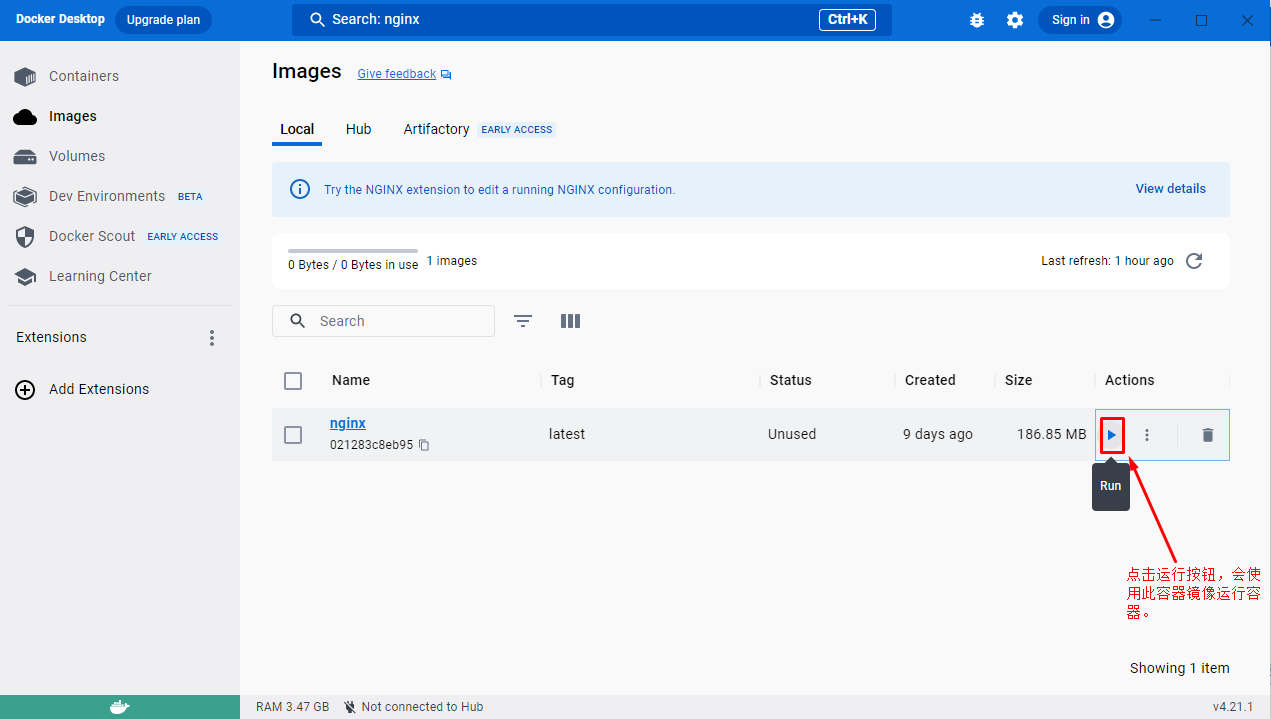 Docker Desktop
Upgrade plan
Search: nginx
Ctrl+K
Sign in
Containers
Images
Volumes
Dev Environments BETA
Docker Scout EARLY ACCESS
Learning Center
Extensions
Add Extensions
Images Give feedback
Local Hub Artifactory EARLY ACCESS
Try the NGINX extension to edit a running NGINX configuration. View details
0 Bytes / 0 Bytes in use 1 images Last refresh: 1 hour ago
Search
Name Tag Status Created Size Actions
nginx
021283c8eb95
latest Unused 9 days ago 186.85 MB
Run
点击运行按钮，会使
用此容器镜像运行容
器。
Showing 1 item
RAM 3.47 GB Not connected to Hub v4.21.1